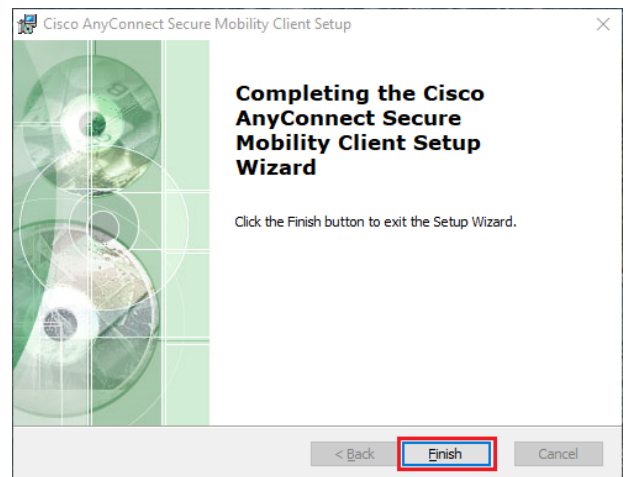 Cisco AnyConnect Secure Mobility Client Setup
Completing the Cisco
AnyConnect Secure
Mobility Client Setup
Wizard
Click the Finish button to exit the Setup Wizard.
< Back
Finish
Cancel